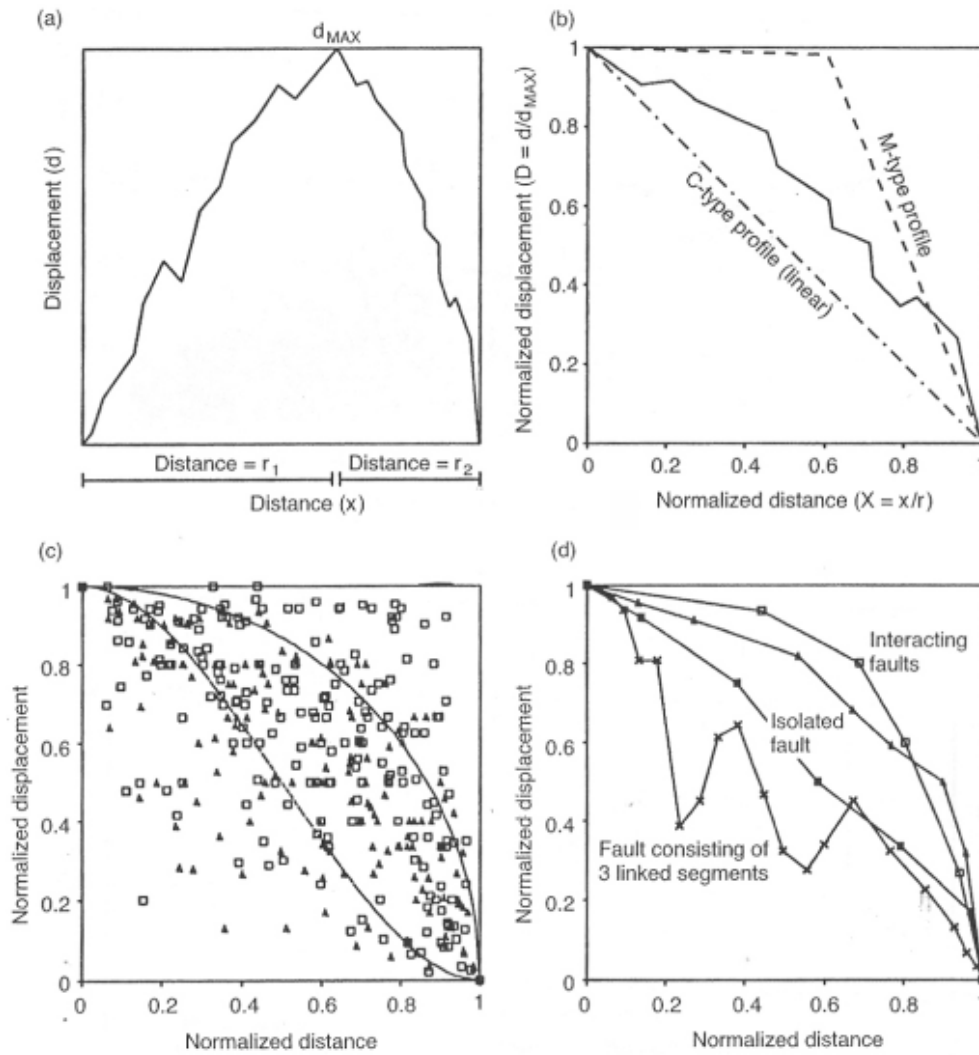 (a)
d MAX
Displacement (d)
Distance = r1
Distance = r2
Distance (x)
(b)
Normalized displacement (D = d/dMAX)
1
0.8
0.6
0.4
0.2
0
M-type profile
C-type profile (linear)
0 0.2 0.4 0.6 0.8 1
Normalized distance (X = x/r)
(c)
Normalized displacement
1
0.8
0.6
0.4
0.2
0
0 0.2 0.4 0.6 0.8 1
Normalized distance
(d)
Normalized displacement
1
0.8
0.6
0.4
0.2
0
Interacting
faults
Isolated
fault
Fault consisting of
3 linked segments
0 0.2 0.4 0.6 0.8
Normalized distance